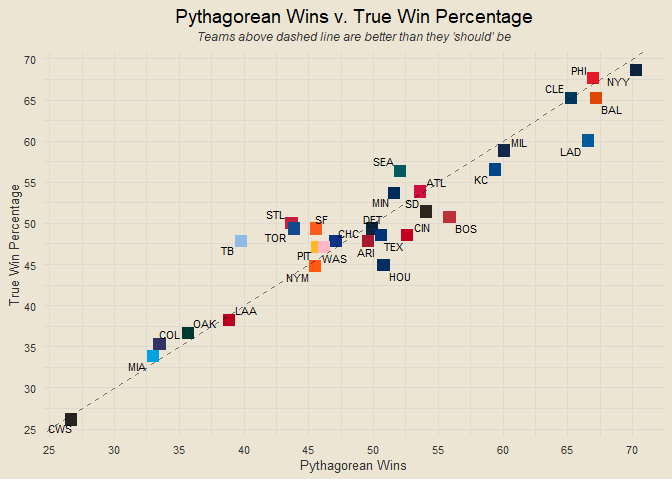 Pythagorean Wins v. True Win Percentage
Teams above dashed line are better than they 'should' be
70
PHI
NYY
CLE
65
BAL
60
MIL
LAD
SEA
KC
55
ATL
MIN
SD
STL
SF
DET
50
CIN
BOS
TOR
CHC
TB
PIT
WAS
ARI
TEX
45
NYM
HOU
40
LAA
OAK
COL
35
MIA
30
CWS
25
True Win Percentage
25
30
35
40
45
50
55
60
65
70
Pythagorean Wins